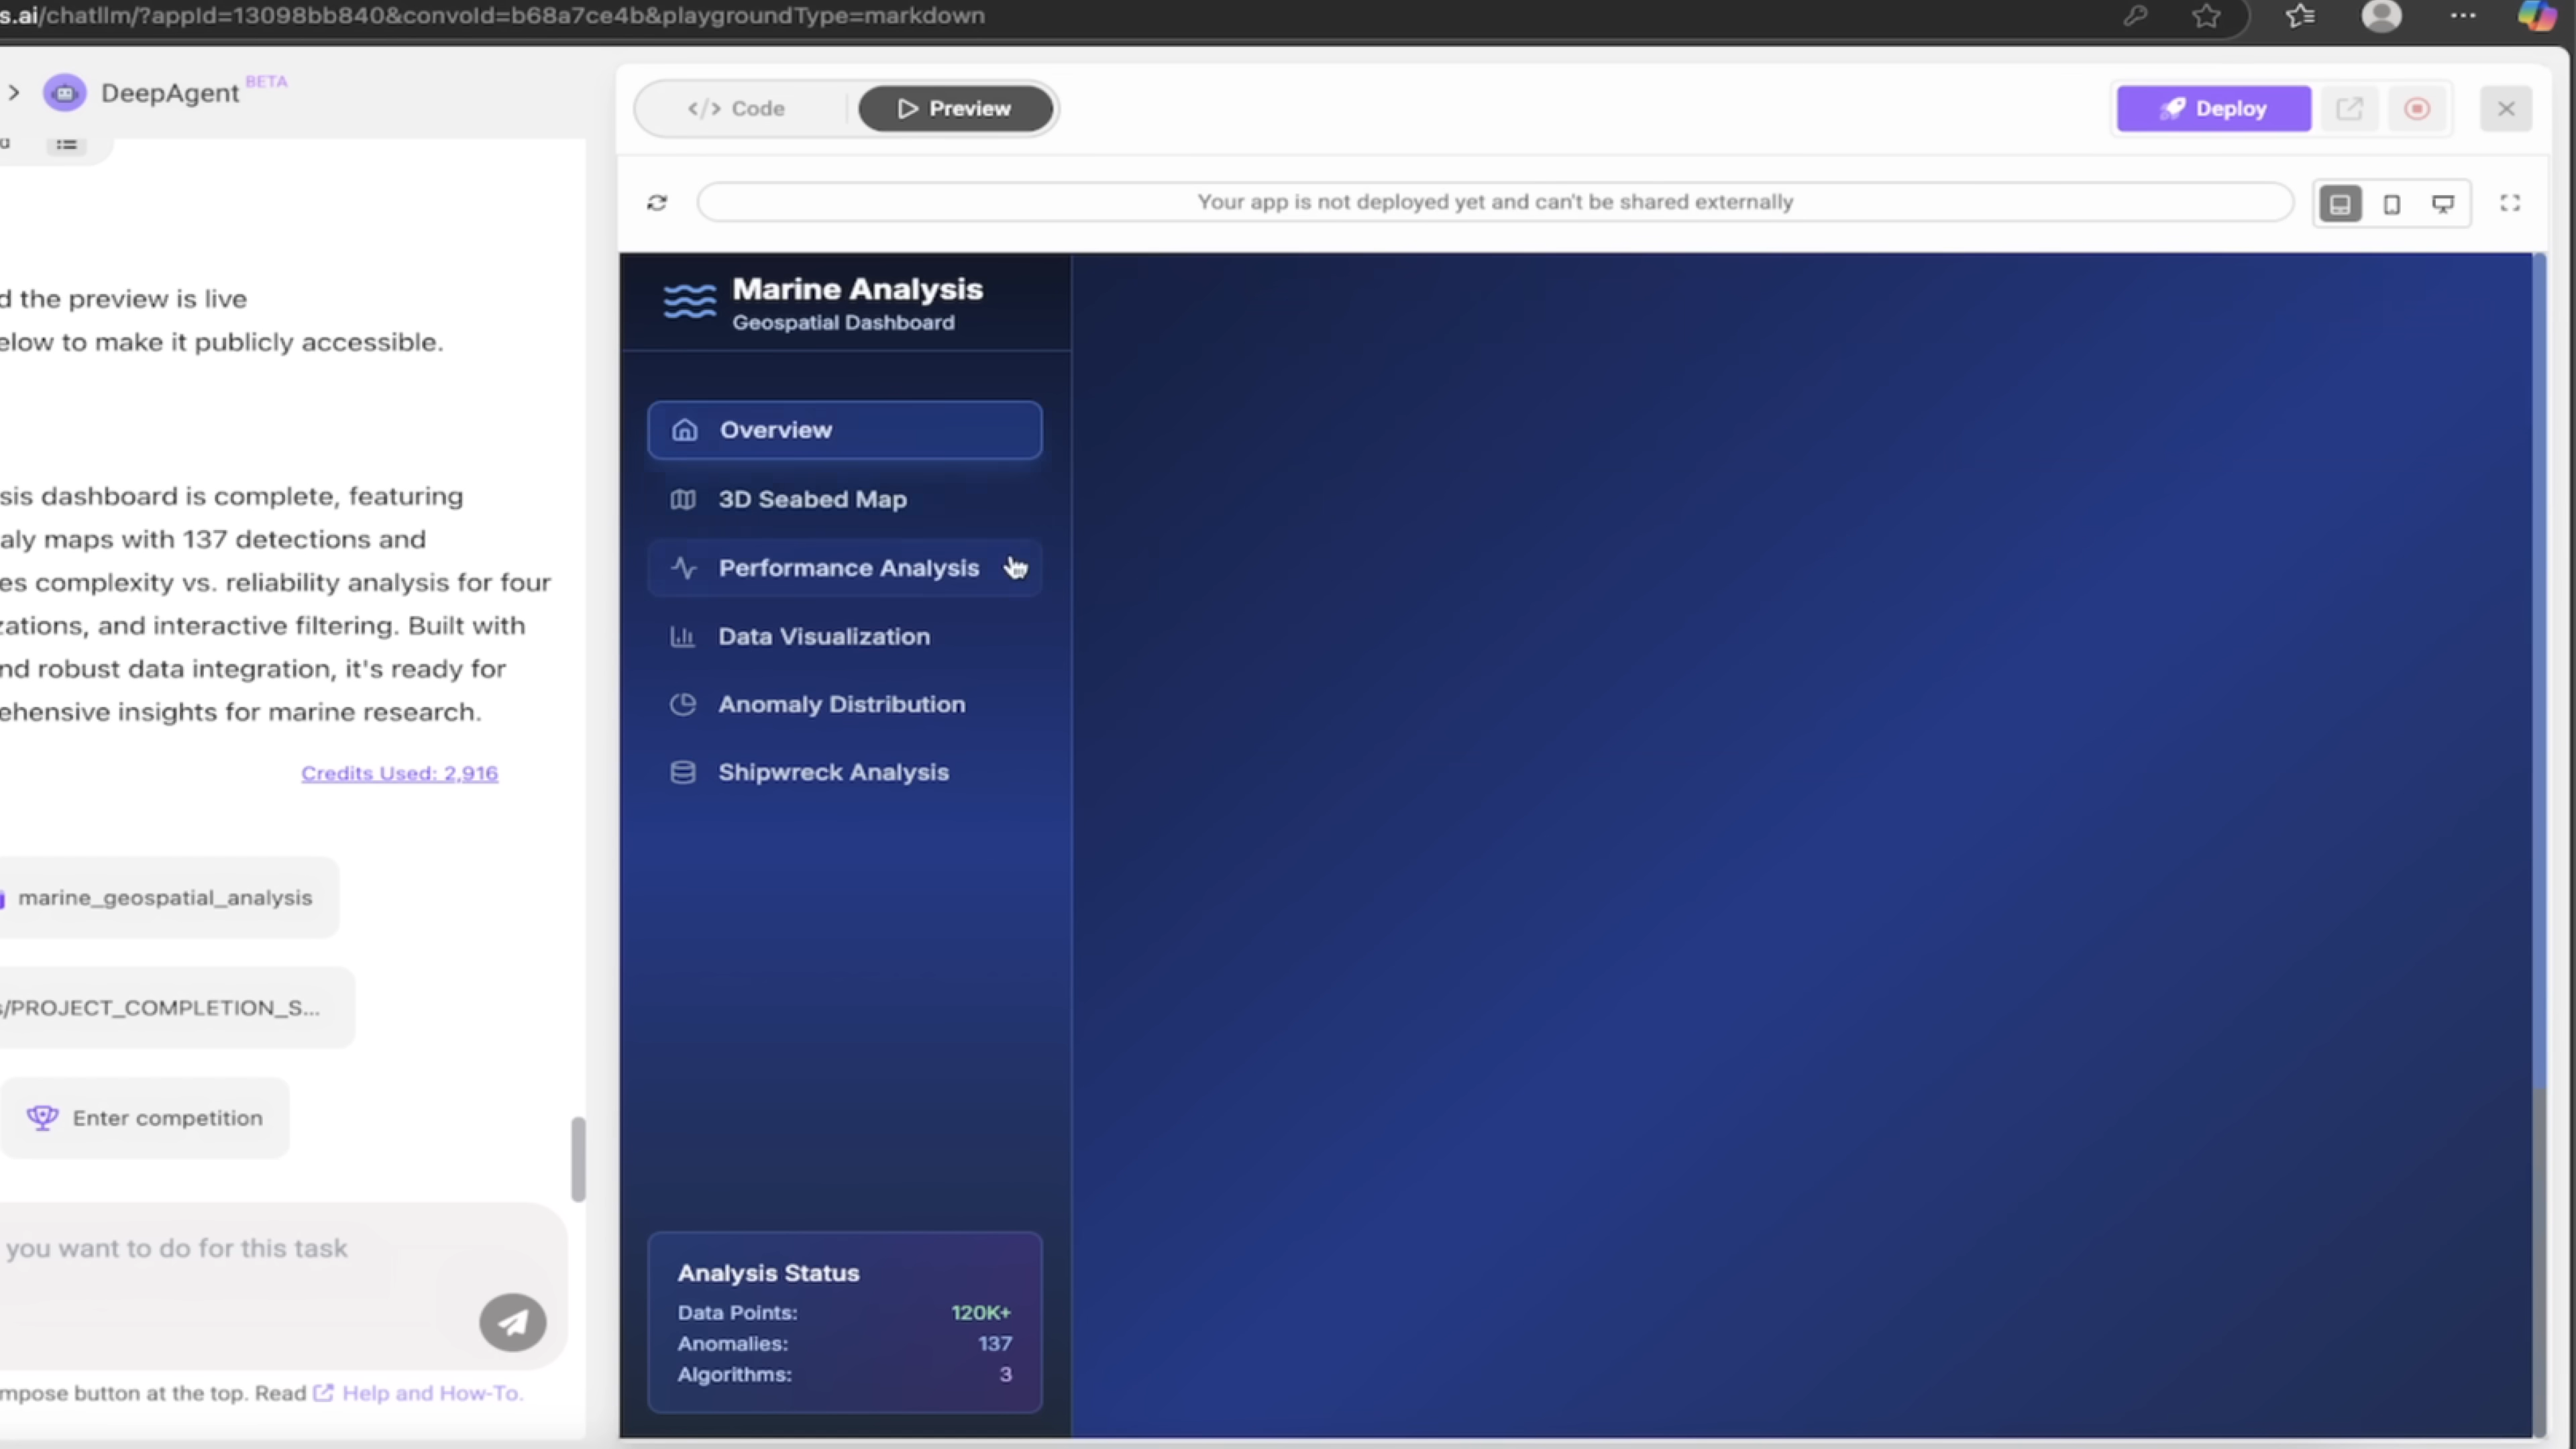 s.ai/chatllm/?appId=13098bb840&convoId=b68a7ce4b&playgroundType=markdown
DeepAgent BETA
d the preview is live
elow to make it publicly accessible.
sis dashboard is complete, featuring
aly maps with 137 detections and
es complexity vs. reliability analysis for four
zations, and interactive filtering. Built with
nd robust data integration, it's ready for
ehensive insights for marine research.
Credits Used: 2,916
marine_geospatial_analysis
s/PROJECT_COMPLETION_S...
Enter competition
you want to do for this task
mpose button at the top. Read Help and How-To.
</> Code
Preview
Deploy
Your app is not deployed yet and can't be shared externally
Marine Analysis
Geospatial Dashboard
Overview
3D Seabed Map
Performance Analysis
Data Visualization
Anomaly Distribution
Shipwreck Analysis
Analysis Status
Data Points: 120K+
Anomalies: 137
Algorithms: 3